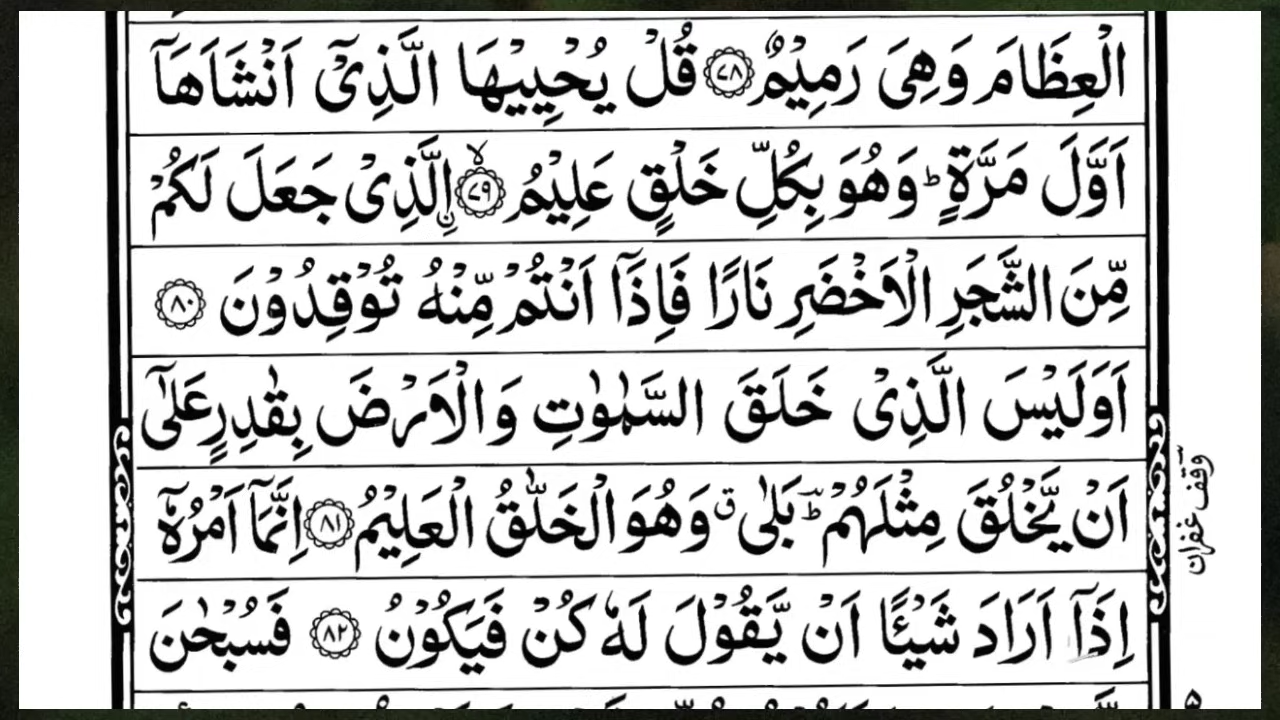 الْعِظَامَ وَهِىَ رَمِيْمٌ ۝٧٨ قُلْ يُحْيِيْهَا الَّذِىْٓ اَنْشَاَهَآ
اَوَّلَ مَرَّةٍ ؕ وَهُوَ بِكُلِّ خَلْقٍ عَلِيْمُ ۙ۝٧٩ اۨلَّذِىْ جَعَلَ لَكُمْ
مِّنَ الشَّجَرِ الْاَخْضَرِ نَارًا فَاِذَآ اَنْتُمْ مِّنْهُ تُوْقِدُوْنَ ۝٨٠
اَوَلَيْسَ الَّذِىْ خَلَقَ السَّمٰوٰتِ وَالْاَرْضَ بِقٰدِرٍ عَلٰٓى
اَنْ يَّخْلُقَ مِثْلَهُمْ ؕؔ بَلٰى ۗ وَهُوَ الْخَلّٰقُ الْعَلِيْمُ ۝٨١ اِنَّمَآ اَمْرُهٗٓ
اِذَآ اَرَادَ شَيْـًٔا اَنْ يَّقُوْلَ لَهٗ كُنْ فَيَكُوْنُ ۝٨٢ فَسُبْحٰنَ
وقف غفران